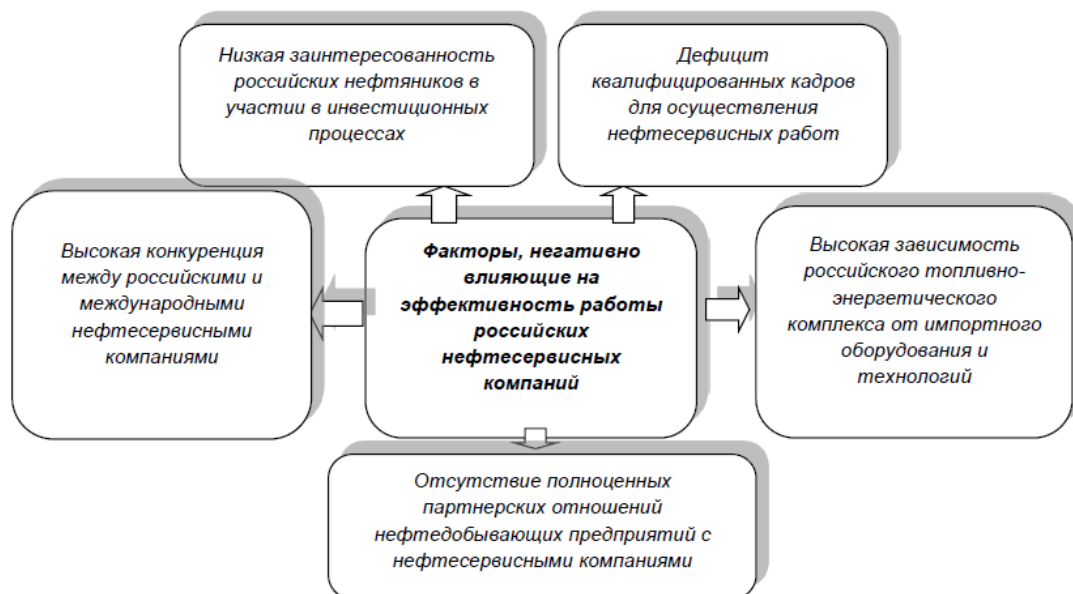 Низкая заинтересованность
российских нефтяников в
участии в инвестиционных
процессах
Дефицит
квалифицированных кадров
для осуществления
нефтесервисных работ
Высокая конкуренция
между российскими и
международными
нефтесервисными
компаниями
Факторы, негативно
влияющие на
эффективность работы
российских
нефтесервисных
компаний
Высокая зависимость
российского топливно-
энергетического
комплекса от импортного
оборудования и
технологий
Отсутствие полноценных
партнерских отношений
нефтедобывающих предприятий с
нефтесервисными компаниями